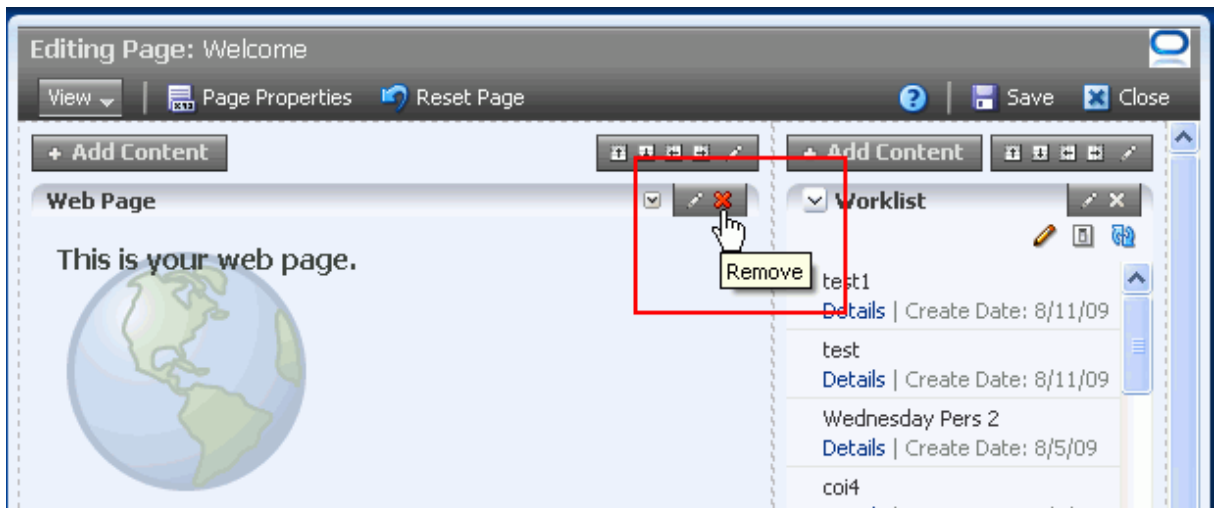 Editing Page: Welcome
View Page Properties Reset Page Save Close
+ Add Content
+ Add Content
Web Page
Worklist
This is your web page.
Remove
test1
Details | Create Date: 8/11/09
test
Details | Create Date: 8/11/09
Wednesday Pers 2
Details | Create Date: 8/5/09
coi4